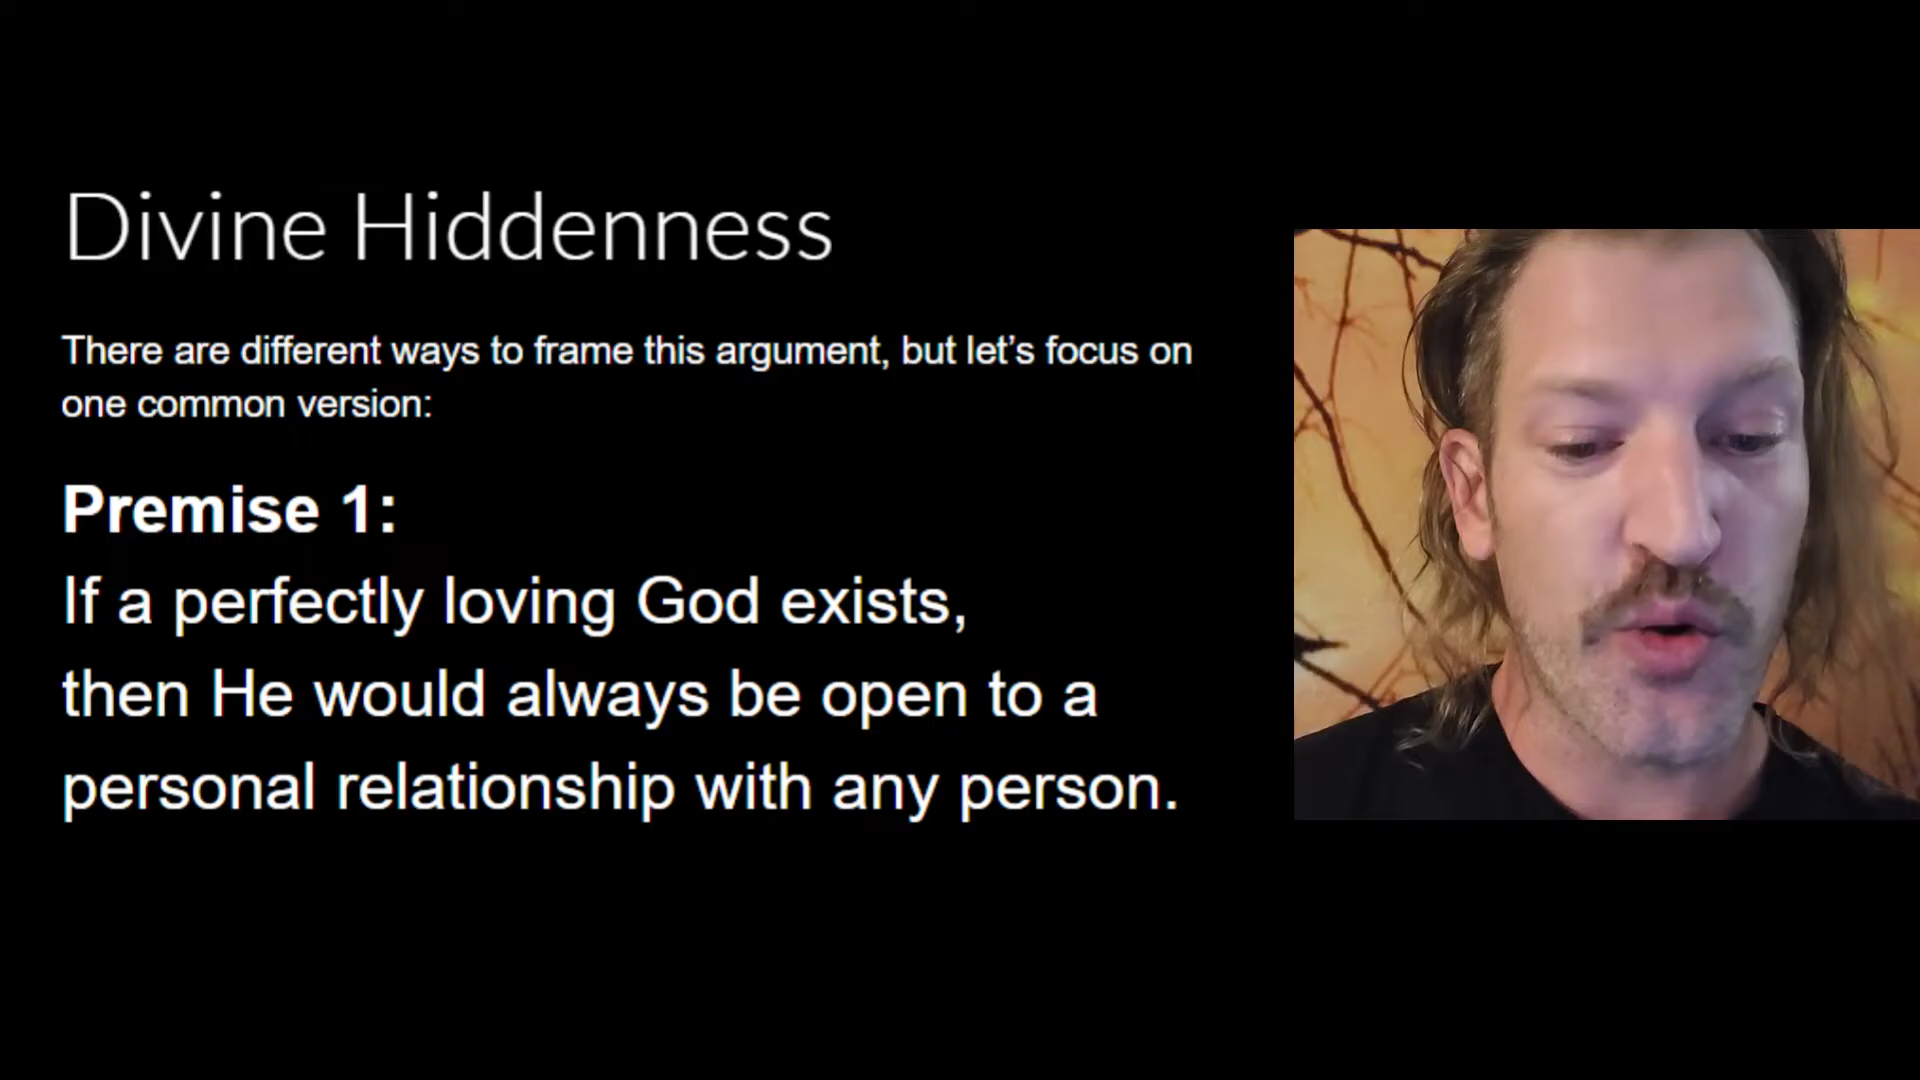 Divine Hiddenness
There are different ways to frame this argument, but let’s focus on
one common version:
Premise 1:
If a perfectly loving God exists,
then He would always be open to a
personal relationship with any person.